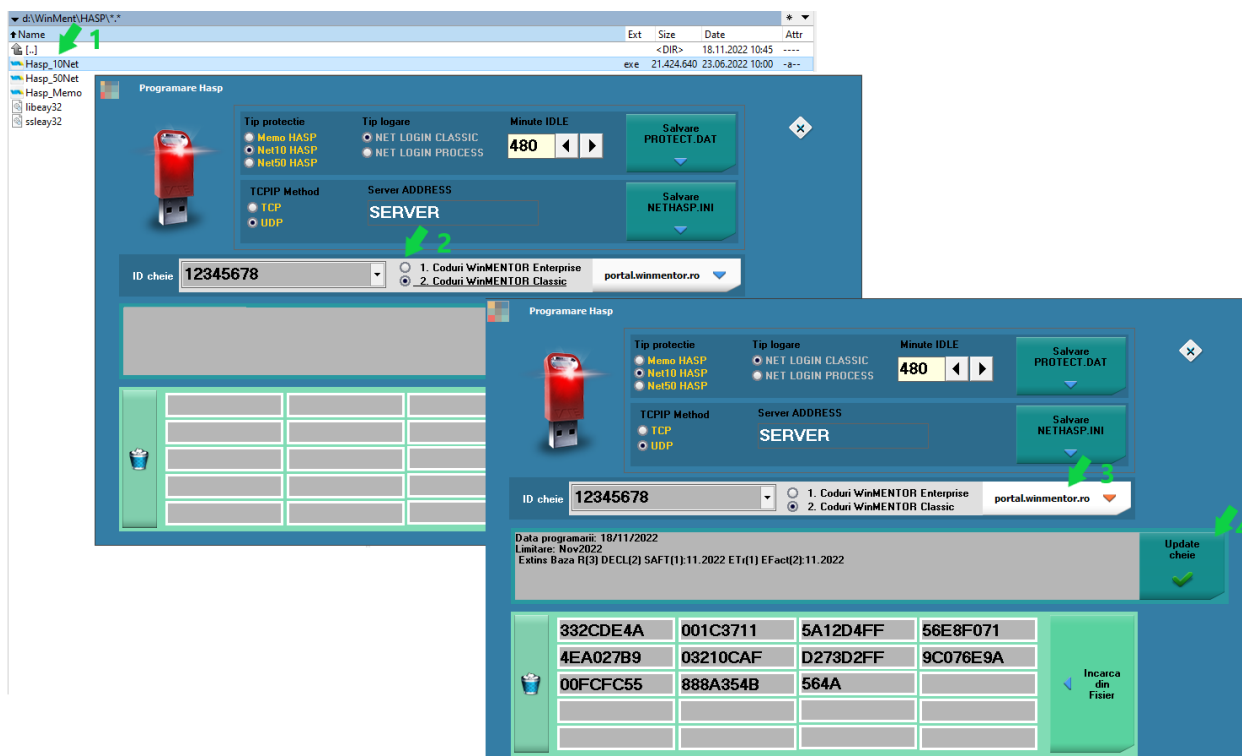 d:\WinMent\HASP\*.* * ▼
Name Ext Size Date Attr
1
[..] <DIR> 18.11.2022 10:45 ----
Hasp_10Net exe 21.424.640 23.06.2022 10:00 -a--
Hasp_50Net
Hasp_Memo
libeay32
ssleay32
Programare Hasp
Tip protectie Tip logare Minute IDLE
Memo HASP NET LOGIN CLASSIC
Net10 HASP NET LOGIN PROCESS
Net50 HASP
480
Salvare
PROTECT.DAT
TCPIP Method Server ADDRESS
TCP
UDP
SERVER
Salvare
NETHASP.INI
2
ID cheie 12345678
1. Coduri WinMENTOR Enterprise
2. Coduri WinMENTOR Classic
portal.winmentor.ro
Programare Hasp
Tip protectie Tip logare Minute IDLE
Memo HASP NET LOGIN CLASSIC
Net10 HASP NET LOGIN PROCESS
Net50 HASP
480
Salvare
PROTECT.DAT
TCPIP Method Server ADDRESS
TCP
UDP
SERVER
Salvare
NETHASP.INI
3
ID cheie 12345678
1. Coduri WinMENTOR Enterprise
2. Coduri WinMENTOR Classic
portal.winmentor.ro
4
Data programarii: 18/11/2022
Limitare: Nov2022
Extins Baza R(3) DECL(2) SAFT(1):11.2022 ETr(1) EFact(2):11.2022
Update
cheie
332CDE4A 001C3711 5A12D4FF 56E8F071
4EA027B9 03210CAF D273D2FF 9C076E9A
00FCFC55 888A354B 564A
Incarca
din
Fisier